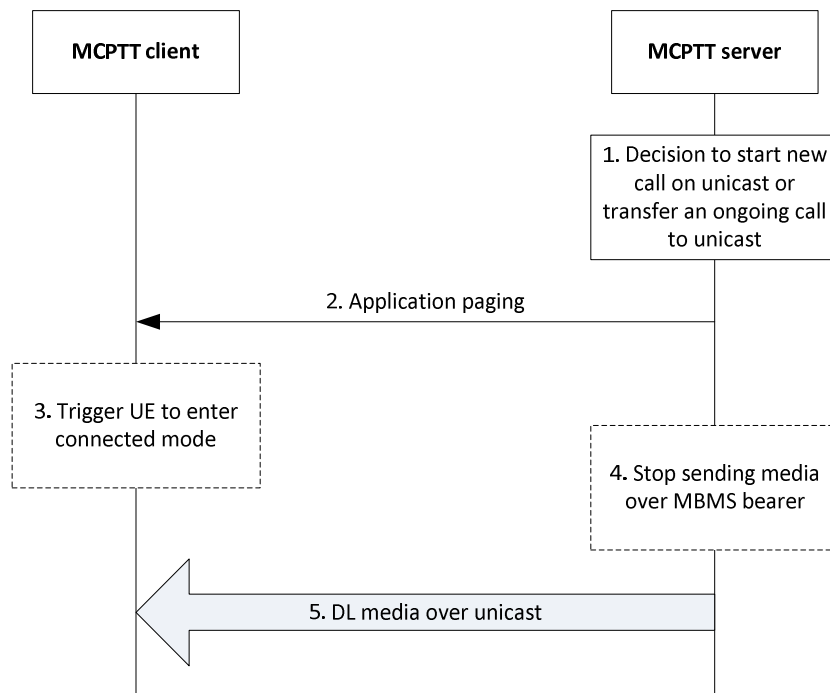 MCPTT client
MCPTT server
1. Decision to start new
call on unicast or
transfer an ongoing call
to unicast
2. Application paging
3. Trigger UE to enter
connected mode
4. Stop sending media
over MBMS bearer
5. DL media over unicast